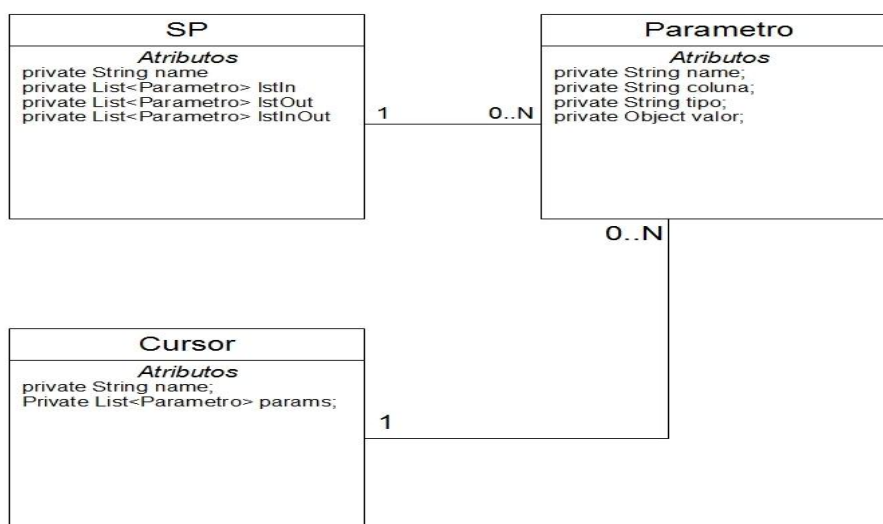 SP
Atributos
private String name
private List<Parametro> lstIn
private List<Parametro> lstOut
private List<Parametro> lstInOut
1
0..N
Parametro
Atributos
private String name;
private String coluna;
private String tipo;
private Object valor;
0..N
Cursor
Atributos
private String name;
Private List<Parametro> params;
1